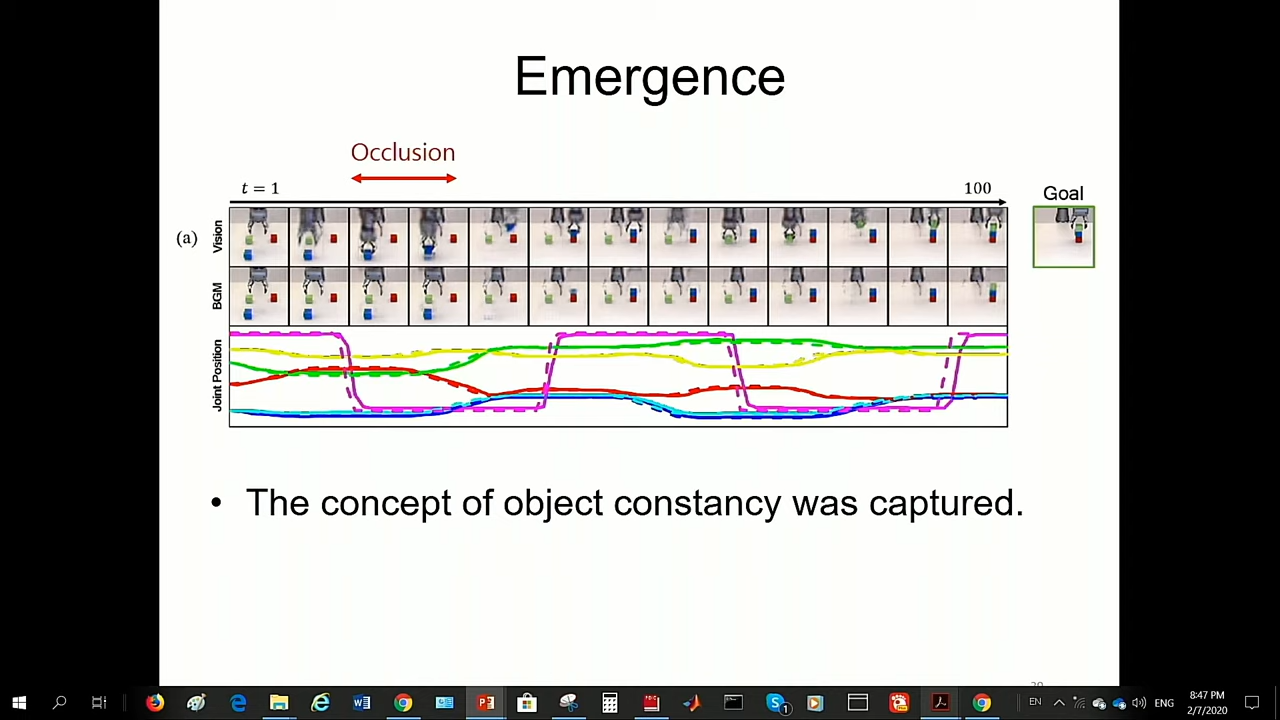 Emergence
Occlusion
t = 1
100
Goal
(a)
Vision
BGM
Joint Position
• The concept of object constancy was captured.
EN
ENG
8:47 PM
2/7/2020